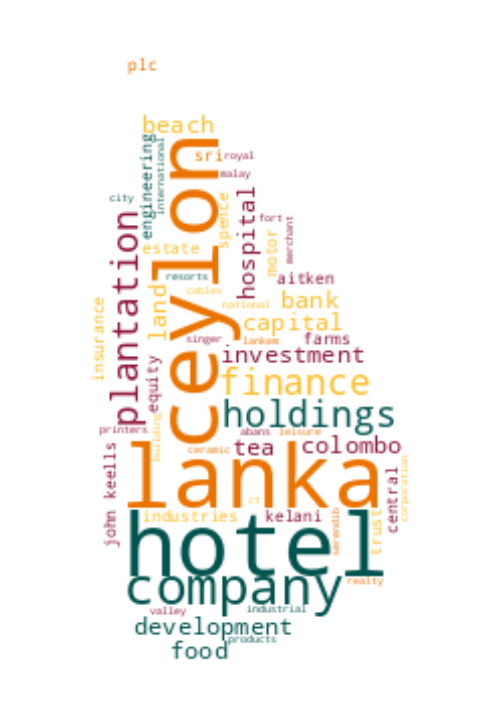 plc
beach
engineering
international
ceylon
sri
royal
malay
city
spence
hospital
plantation
fort
merchant
motor
estate
resorts
aitken
land
cables
insurance
national
bank
capital
singer
lankem
farms
investment
equity
finance
holdings
printers
building
abans
leisure
tea
colombo
ceramic
john keells
lanka
central
corporation
ct
industries
kelani
serendib
trust
hotel
company
realty
valley
industrial
development
products
food